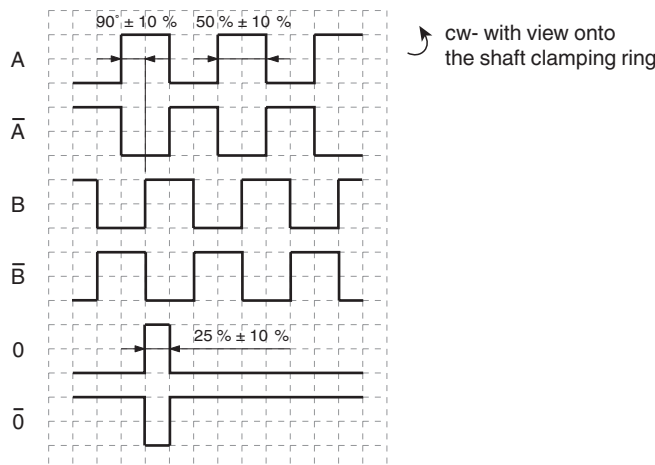 90° ± 10 %
50 % ± 10 %
cw- with view onto
the shaft clamping ring
A
A̅
B
B̅
0
25 % ± 10 %
0̅